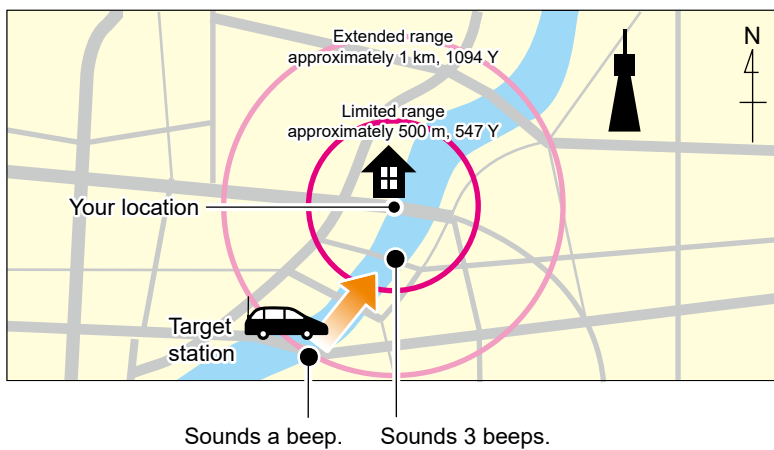 Extended range
approximately 1 km, 1094 Y
N
Limited range
approximately 500 m, 547 Y
Your location
Target
station
Sounds a beep.
Sounds 3 beeps.